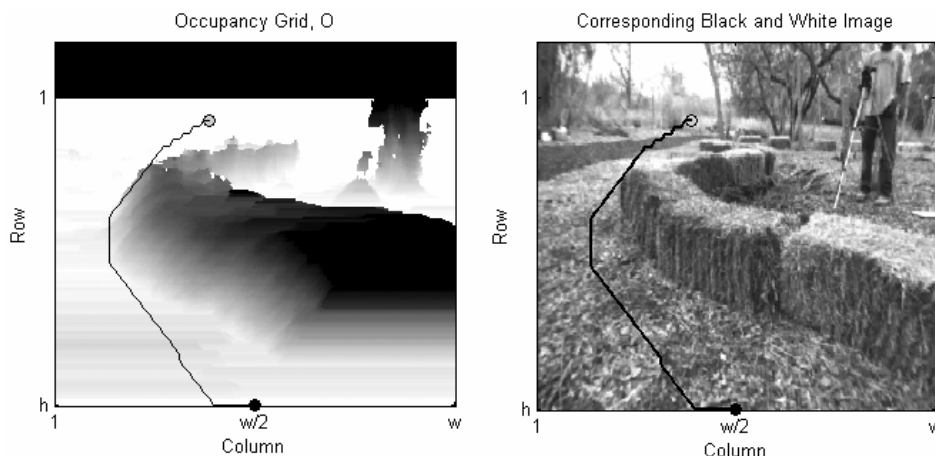 Occupancy Grid, O
Row
1
h
1
w/2
w
Column
Corresponding Black and White Image
Row
1
h
1
w/2
w
Column